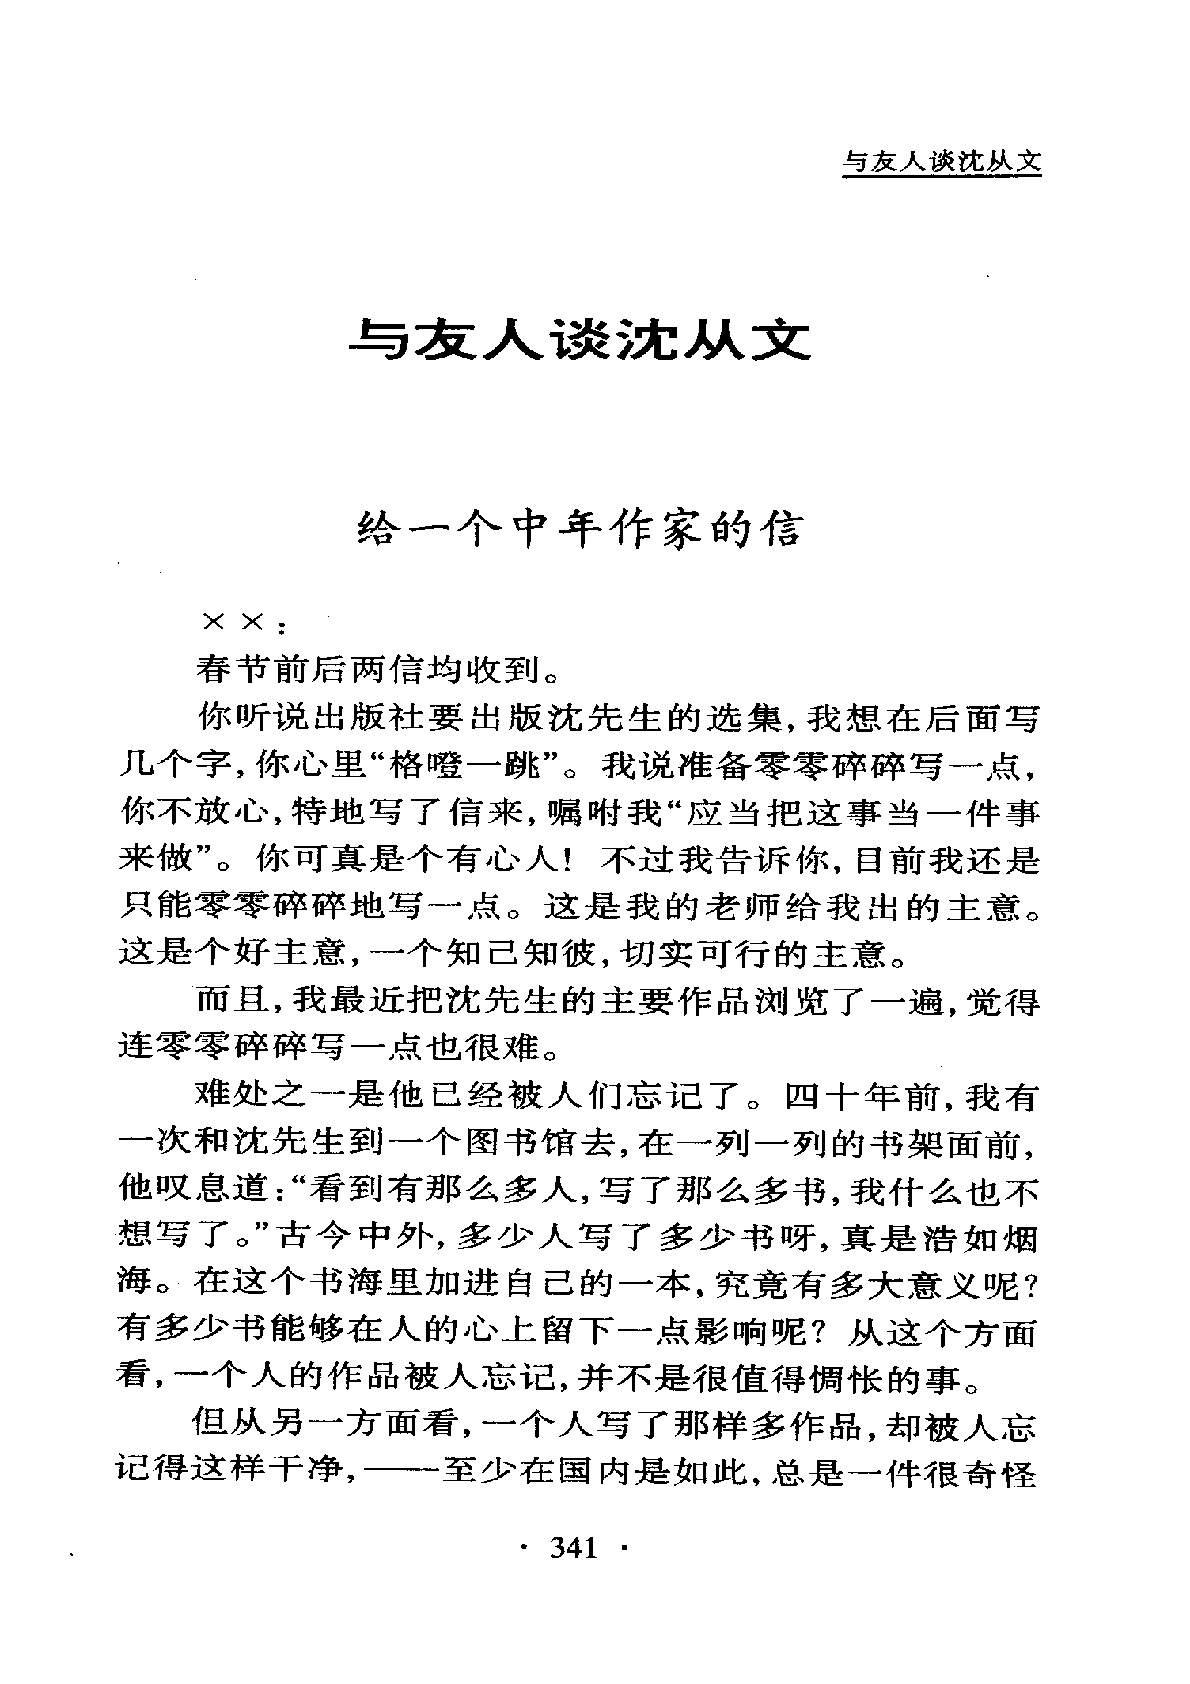 与友人谈沈从文
与友人谈沈从文
给一个中年作家的信
××：
春节前后两信均收到。
你听说出版社要出版沈先生的选集，我想在后面写
几个字，你心里“格噔一跳”。我说准备零零碎碎写一点，
你不放心，特地写了信来，嘱咐我“应当把这事当一件事
来做”。你可真是个有心人！不过我告诉你，目前我还是
只能零零碎碎地写一点。这是我的老师给我出的主意。
这是个好主意，一个知己知彼，切实可行的主意。
而且，我最近把沈先生的主要作品浏览了一遍，觉得
连零零碎碎写一点也很难。
难处之一是他已经被人们忘记了。四十年前，我有
一次和沈先生到一个图书馆去，在一列一列的书架面前，
他叹息道：“看到有那么多人，写了那么多书，我什么也不
想写了。”古今中外，多少人写了多少书呀，真是浩如烟
海。在这个书海里加进自己的一本，究竟有多大意义呢？
有多少书能够在人的心上留下一点影响呢？从这个方面
看，一个人的作品被人忘记，并不是很值得惆怅的事。
但从另一方面看，一个人写了那样多作品，却被人忘
记得这样干净，——至少在国内是如此，总是一件很奇怪
· 341 ·